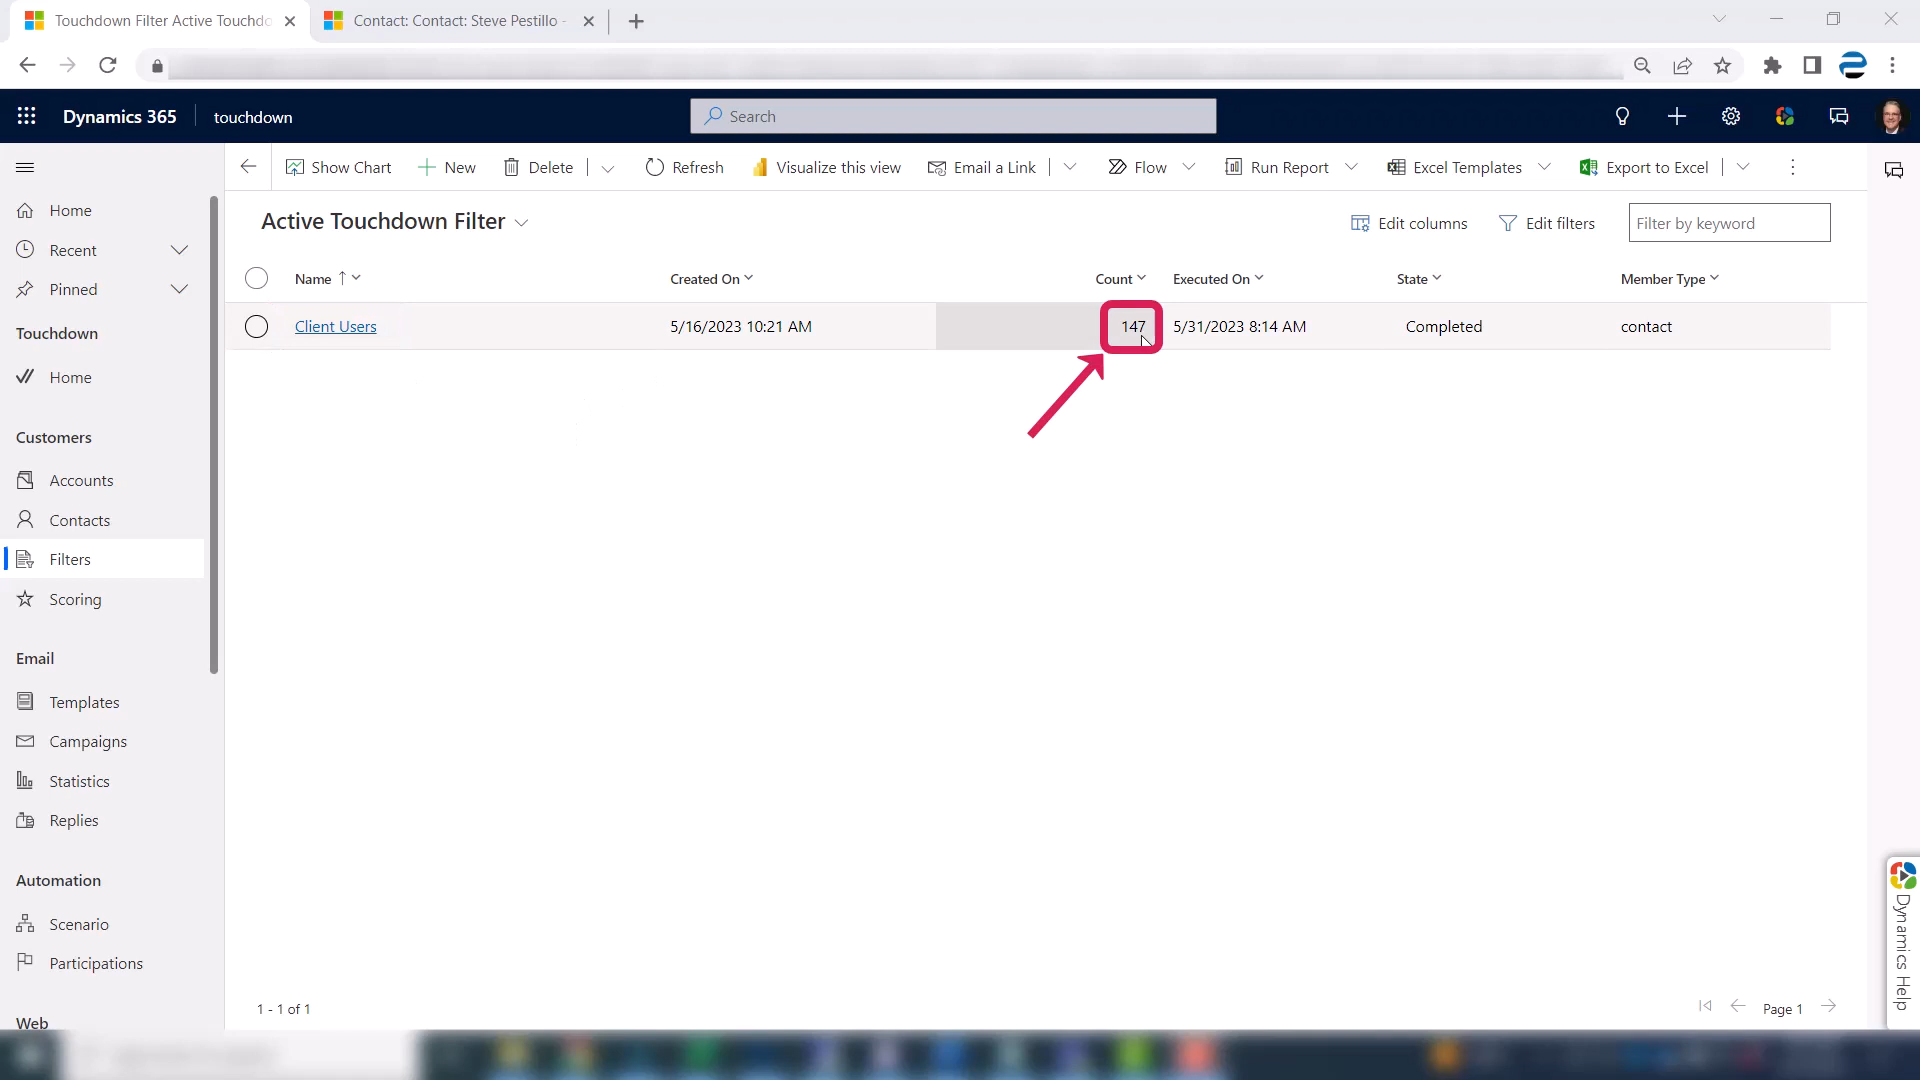 Touchdown Filter Active Touchdo
Contact: Contact: Steve Pestillo -
Dynamics 365
touchdown
Search
Show Chart
New
Delete
Refresh
Visualize this view
Email a Link
Flow
Run Report
Excel Templates
Export to Excel
Home
Recent
Pinned
Touchdown
Home
Customers
Accounts
Contacts
Filters
Scoring
Email
Templates
Campaigns
Statistics
Replies
Automation
Scenario
Participations
Web
Active Touchdown Filter
Edit columns
Edit filters
Filter by keyword
Name
Created On
Count
Executed On
State
Member Type
Client Users
5/16/2023 10:21 AM
147
5/31/2023 8:14 AM
Completed
contact
1 - 1 of 1
Page 1
Dynamics Help